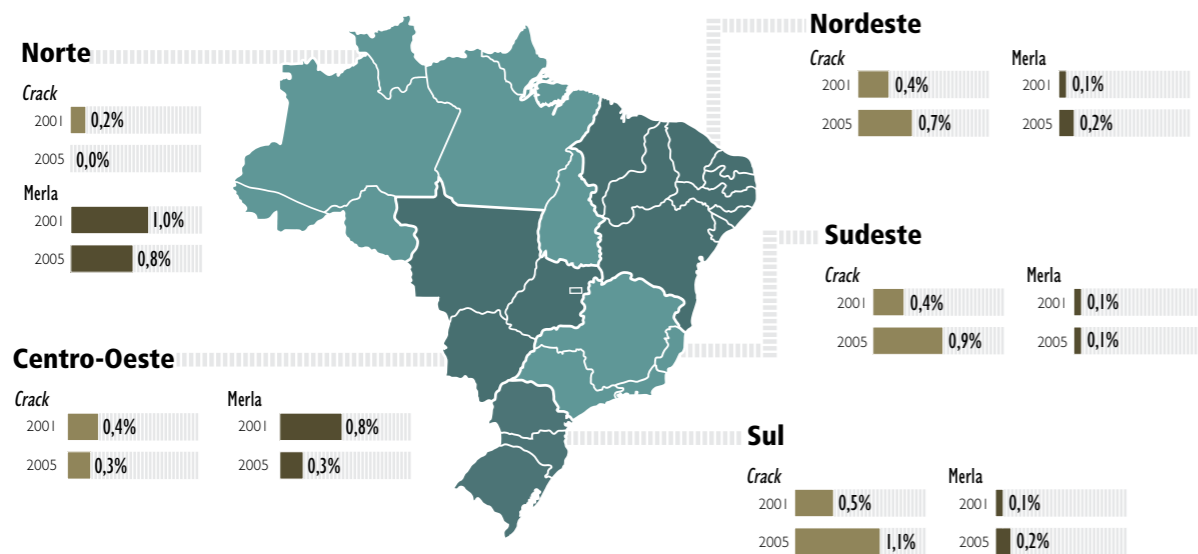 Norte
Crack
2001 0,2%
2005 0,0%
Merla
2001 1,0%
2005 0,8%
Nordeste
Crack
2001 0,4%
2005 0,7%
Merla
2001 0,1%
2005 0,2%
Sudeste
Crack
2001 0,4%
2005 0,9%
Merla
2001 0,1%
2005 0,1%
Centro-Oeste
Crack
2001 0,4%
2005 0,3%
Merla
2001 0,8%
2005 0,3%
Sul
Crack
2001 0,5%
2005 1,1%
Merla
2001 0,1%
2005 0,2%